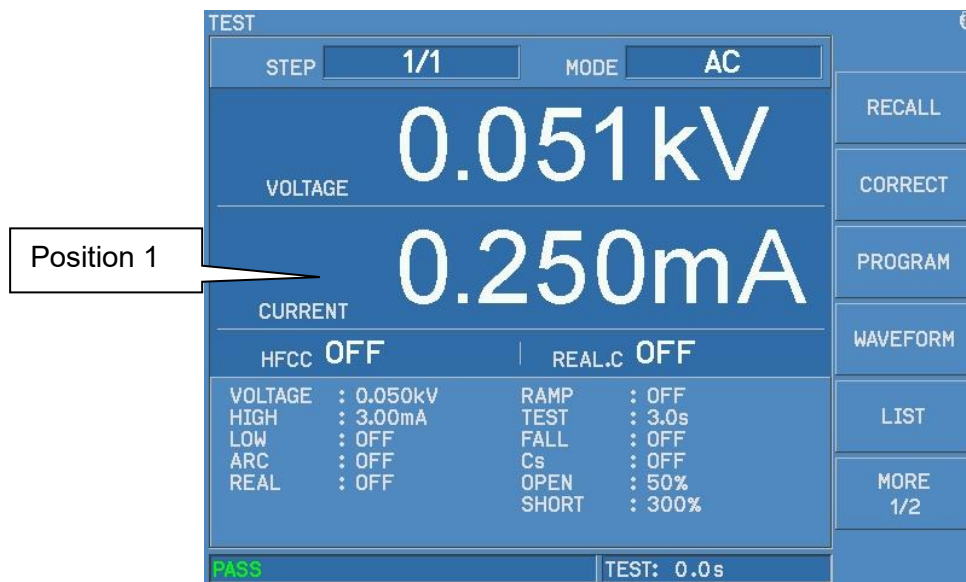 TEST
STEP 1/1 MODE AC
0.051kV
VOLTAGE
Position 1
0.250mA
CURRENT
HFCC OFF REAL.C OFF
VOLTAGE : 0.050kV RAMP : OFF
HIGH : 3.00mA TEST : 3.0s
LOW : OFF FALL : OFF
ARC : OFF Cs : OFF
REAL : OFF OPEN : 50%
SHORT : 300%
PASS TEST: 0.0s
RECALL
CORRECT
PROGRAM
WAVEFORM
LIST
MORE
1/2